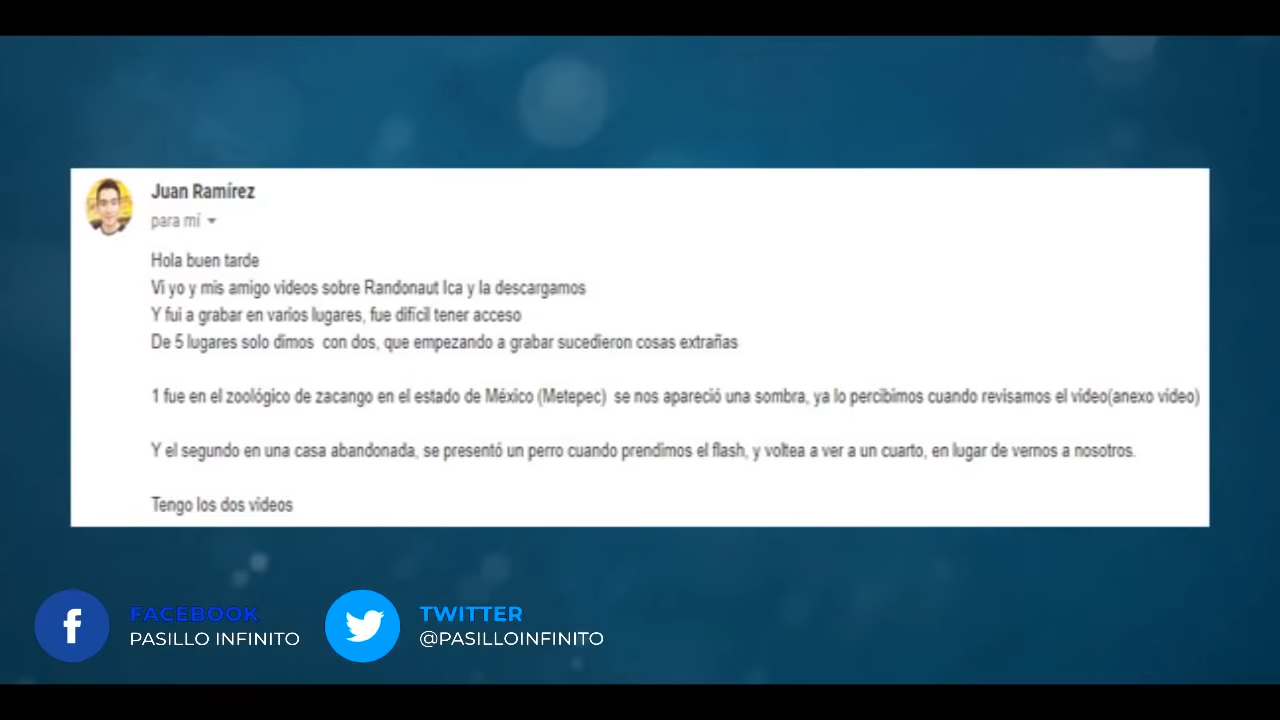 Juan Ramírez
para mí
Hola buen tarde
Vi yo y mis amigo videos sobre Randonaut Ica y la descargamos
Y fui a grabar en varios lugares, fue difícil tener acceso
De 5 lugares solo dimos con dos, que empezando a grabar sucedieron cosas extrañas
1 fue en el zoológico de zacango en el estado de México (Metepec) se nos apareció una sombra, ya lo percibimos cuando revisamos el vídeo(anexo video)
Y el segundo en una casa abandonada, se presentó un perro cuando prendimos el flash, y voltea a ver a un cuarto, en lugar de vernos a nosotros.
Tengo los dos videos
FACEBOOK
PASILLO INFINITO
TWITTER
@PASILLOINFINITO